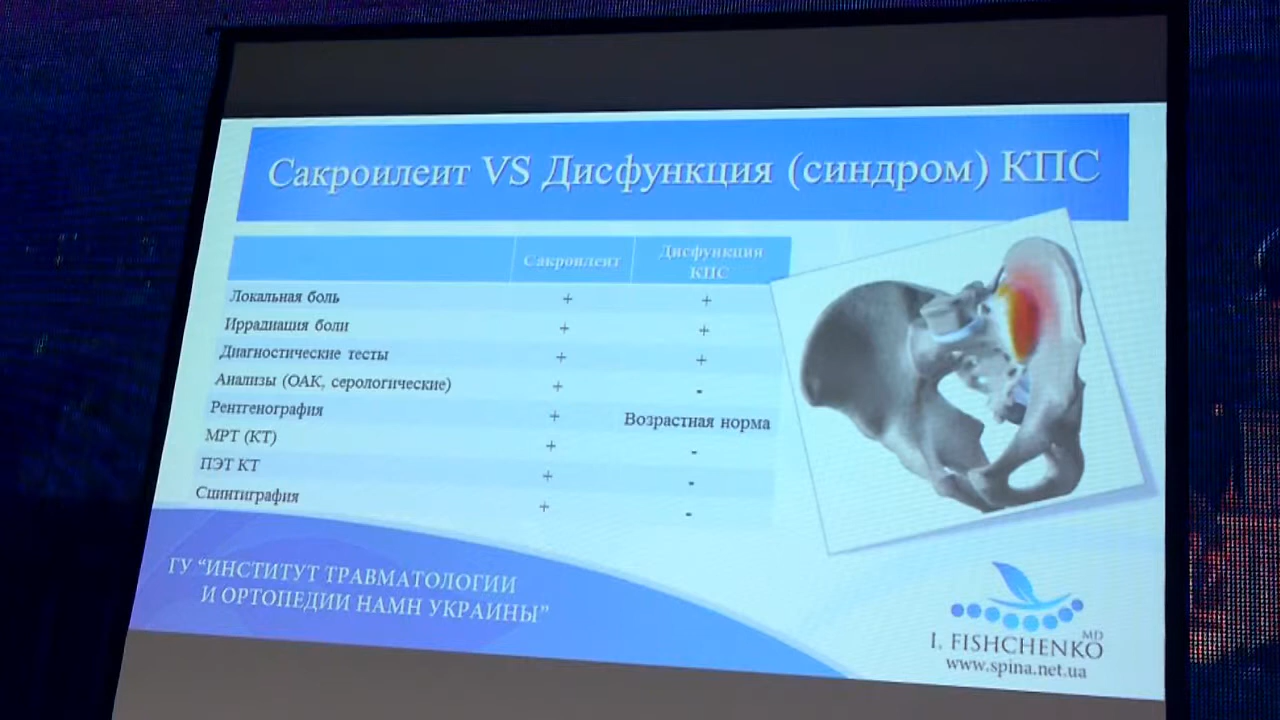 Сакроилеит VS Дисфункция (синдром) КПС
Сакроилеит
Дисфункция
КПС
Локальная боль + +
Иррадиация боли + +
Диагностические тесты + +
Анализы (ОАК, серологические) + -
Рентгенография + Возрастная норма
МРТ (КТ) + -
ПЭТ КТ + -
Сцинтиграфия + -
ГУ “ИНСТИТУТ ТРАВМАТОЛОГИИ
И ОРТОПЕДИИ НАМН УКРАИНЫ”
I. FISHCHENKO MD
www.spina.net.ua